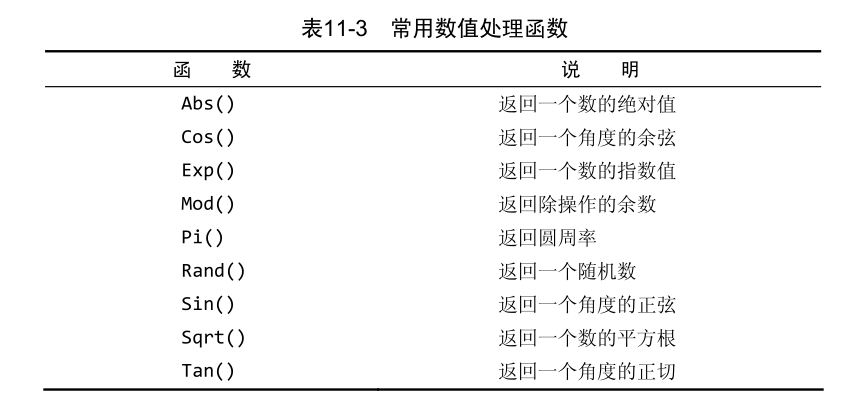 表11-3 常用数值处理函数
函 数 说 明
Abs() 返回一个数的绝对值
Cos() 返回一个角度的余弦
Exp() 返回一个数的指数值
Mod() 返回除操作的余数
Pi() 返回圆周率
Rand() 返回一个随机数
Sin() 返回一个角度的正弦
Sqrt() 返回一个数的平方根
Tan() 返回一个角度的正切